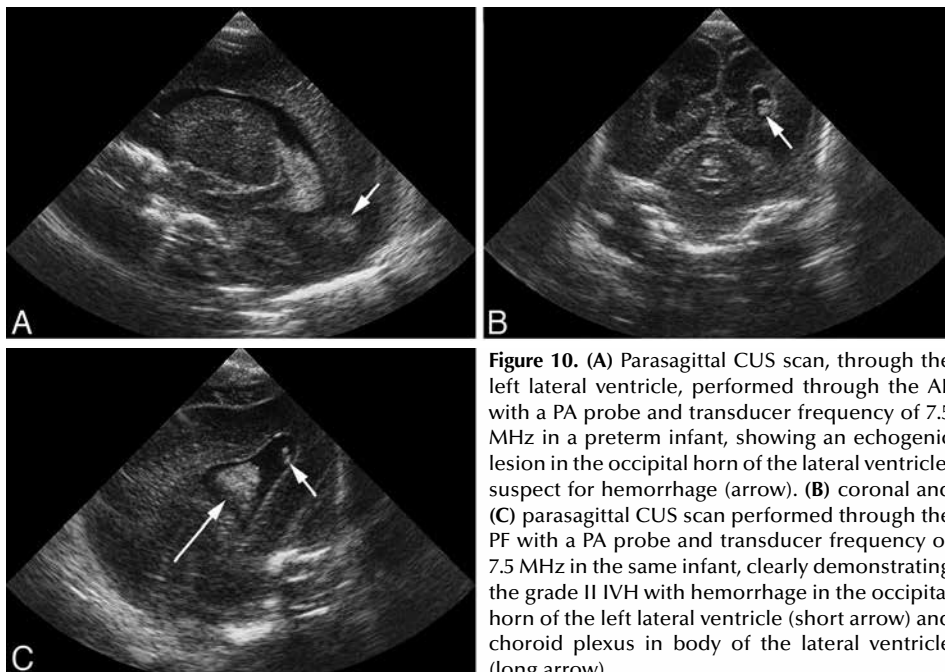 A
B
C
Figure 10. (A) Parasagittal CUS scan, through the
left lateral ventricle, performed through the
with a PA probe and transducer frequency of 7.5
MHz in a preterm infant, showing an echogenic
lesion in the occipital horn of the lateral ventricle
suspect for hemorrhage (arrow). (B) coronal and
(C) parasagittal CUS scan performed through the
PF with a PA probe and transducer frequency of
7.5 MHz in the same infant, clearly demonstrating
the grade II IVH with hemorrhage in the occipital
horn of the left lateral ventricle (short arrow) and
choroid plexus in body of the lateral ventricle
(long arrow)